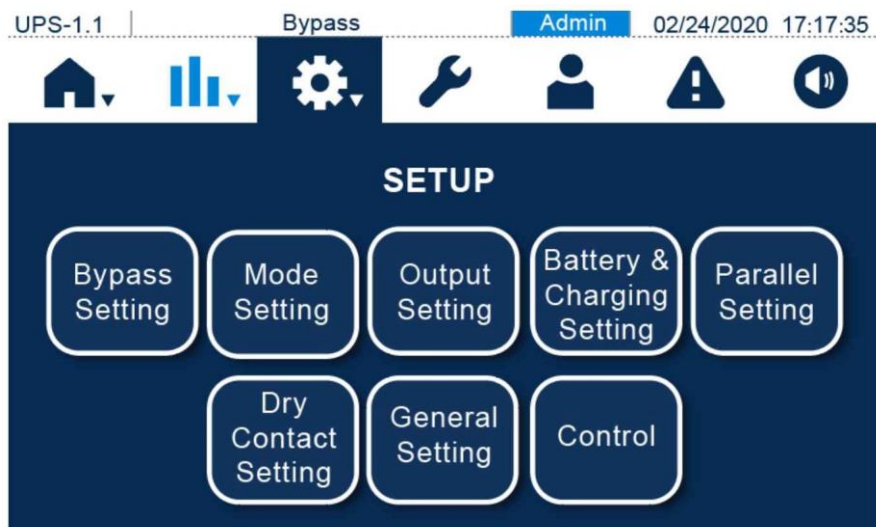 UPS-1.1 Bypass Admin 02/24/2020 17:17:35
SETUP
Bypass
Setting
Mode
Setting
Output
Setting
Battery &
Charging
Setting
Parallel
Setting
Dry
Contact
Setting
General
Setting
Control